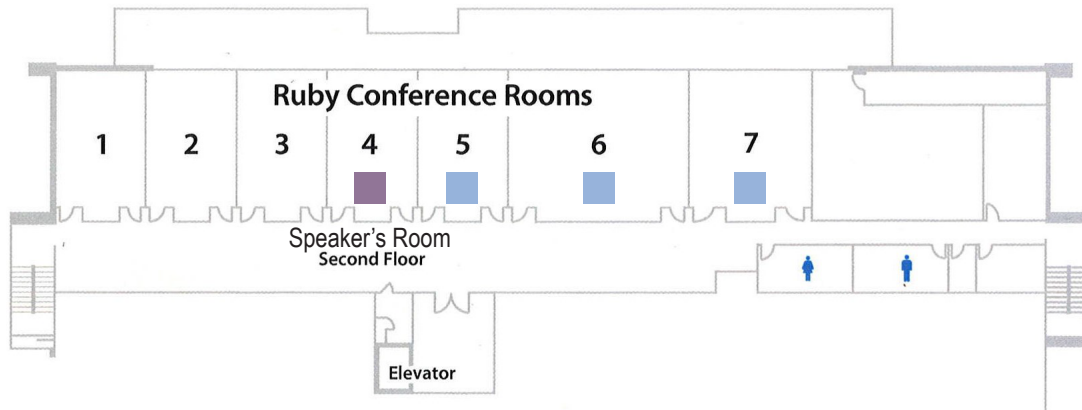 Ruby Conference Rooms
1 2 3 4 5 6 7
Speaker's Room
Second Floor
Elevator